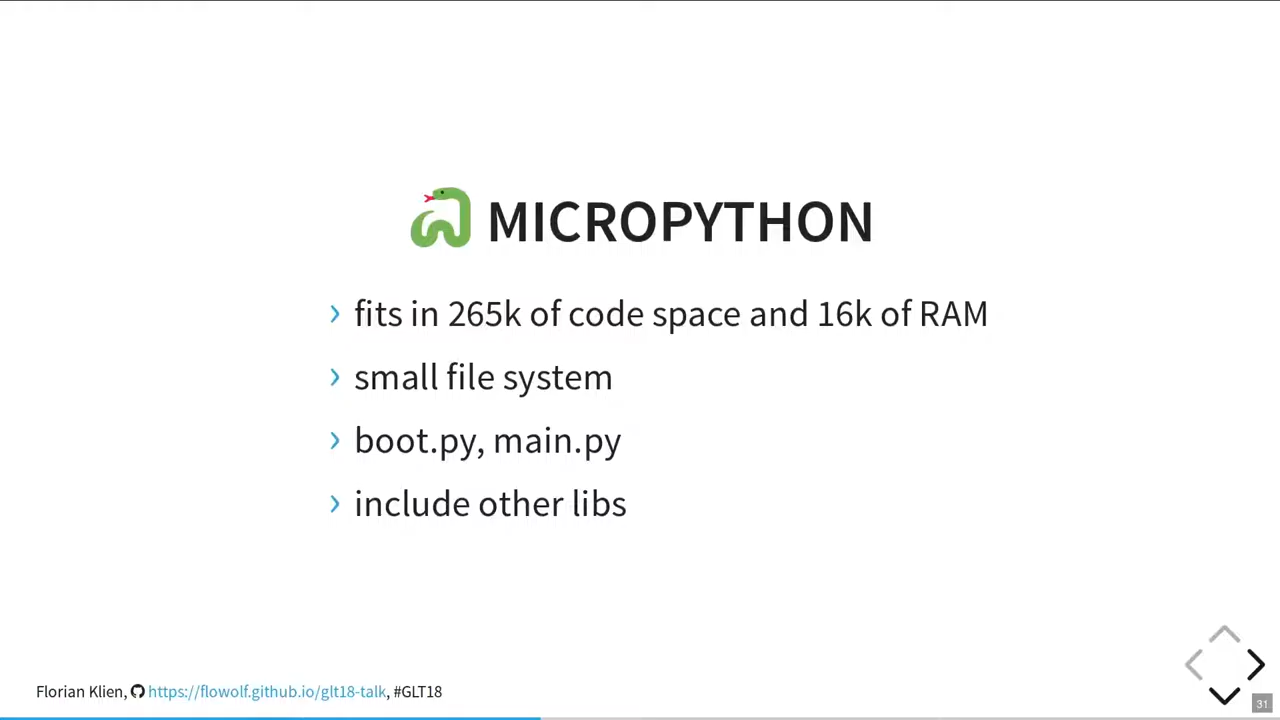 MICROPYTHON
fits in 265k of code space and 16k of RAM
small file system
boot.py, main.py
include other libs
Florian Klien, https://flowolf.github.io/glt18-talk, #GLT18
31